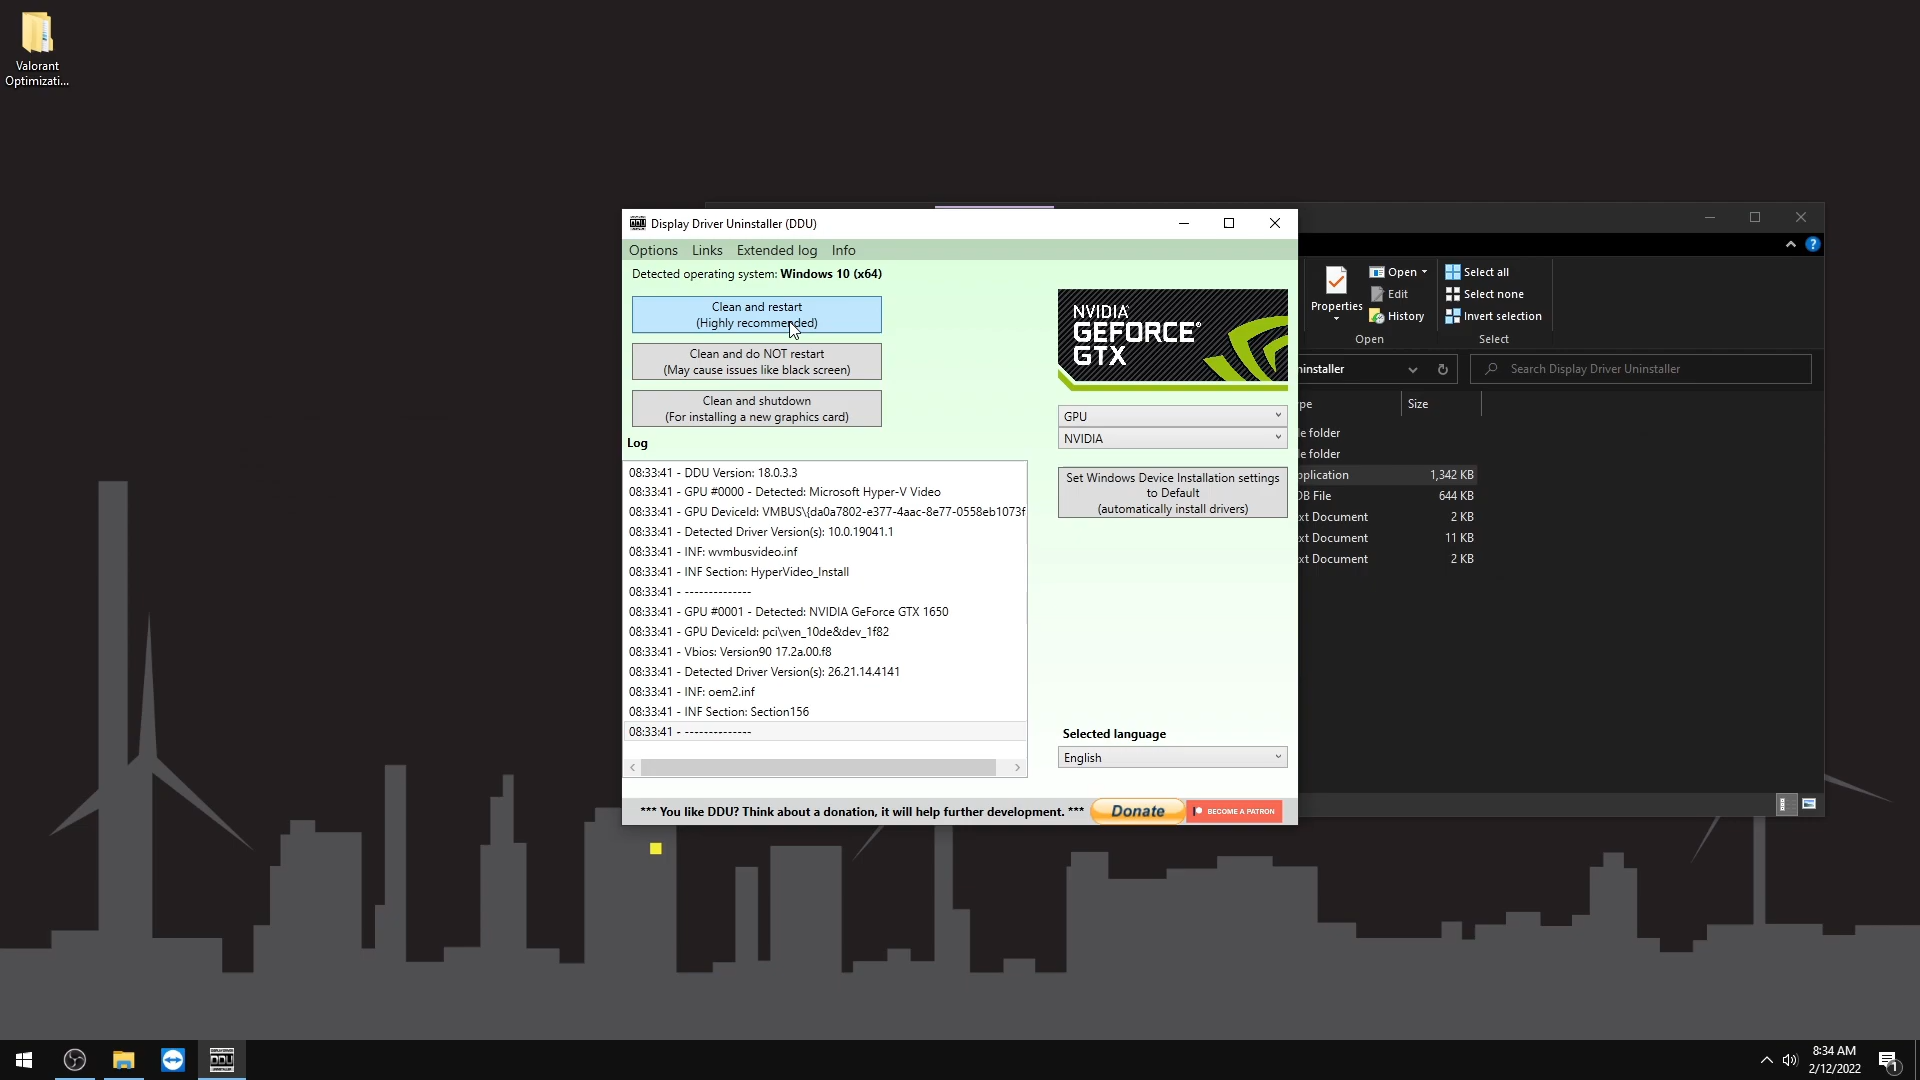 Valorant
Optimizati...
Display Driver Uninstaller (DDU)
Options Links Extended log Info
Detected operating system: Windows 10 (x64)
Clean and restart
(Highly recommended)
Clean and do NOT restart
(May cause issues like black screen)
Clean and shutdown
(For installing a new graphics card)
Log
08:33:41 - DDU Version: 18.0.3.3
08:33:41 - GPU #0000 - Detected: Microsoft Hyper-V Video
08:33:41 - GPU DeviceId: VMBUS\{da0a7802-e377-4aac-8e77-0558eb1073f
08:33:41 - Detected Driver Version(s): 10.0.19041.1
08:33:41 - INF: wvmbusvideo.inf
08:33:41 - INF Section: HyperVideo_Install
08:33:41 - --------------
08:33:41 - GPU #0001 - Detected: NVIDIA GeForce GTX 1650
08:33:41 - GPU DeviceId: pci\ven_10de&dev_1f82
08:33:41 - Vbios: Version90 17.2a.00.f8
08:33:41 - Detected Driver Version(s): 26.21.14.4141
08:33:41 - INF: oem2.inf
08:33:41 - INF Section: Section156
08:33:41 - --------------
NVIDIA
GEFORCE®
GTX
GPU
NVIDIA
Set Windows Device Installation settings
to Default
(automatically install drivers)
Selected language
English
*** You like DDU? Think about a donation, it will help further development. ***
Donate
BECOME A PATRON
Properties
Open
Edit
History
Open
Select all
Select none
Invert selection
Select
ninstaller
Search Display Driver Uninstaller
pe Size
le folder
le folder
pplication 1,342 KB
DB File 644 KB
xt Document 2 KB
xt Document 11 KB
xt Document 2 KB
DDU
8:34 AM
2/12/2022
1